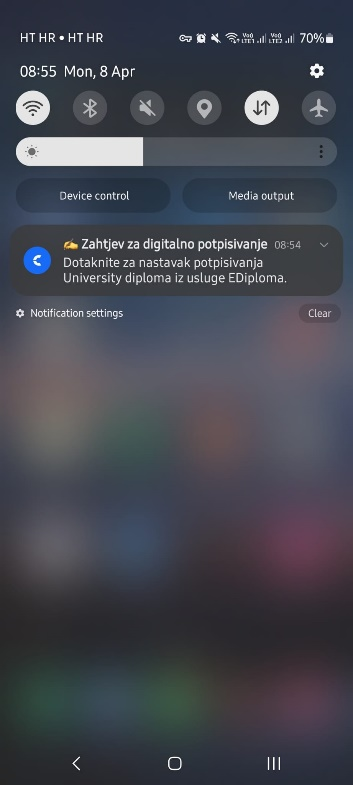 HT HR • HT HR
70%
08:55 Mon, 8 Apr
Device control
Media output
✍️ Zahtjev za digitalno potpisivanje 08:54
Dotaknite za nastavak potpisivanja
University diploma iz usluge EDiploma.
Notification settings
Clear